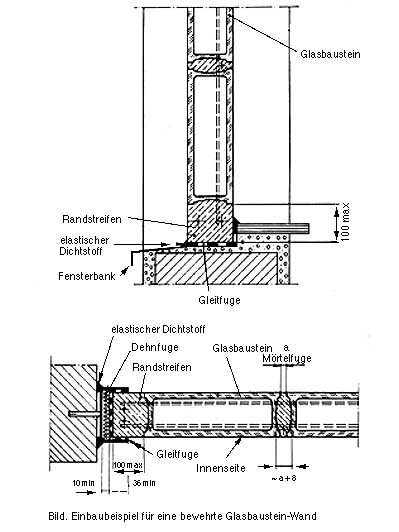 Glasbaustein
Randstreifen
elastischer
Dichtstoff
Fensterbank
Gleitfuge
100 max
elastischer Dichtstoff
Dehnfuge
Randstreifen
Glasbaustein
a
Mörtelfuge
Gleitfuge
Innenseite
100 max
10 min
36 min
~a+8
Bild. Einbaubeispiel für eine bewehrte Glasbaustein-Wand